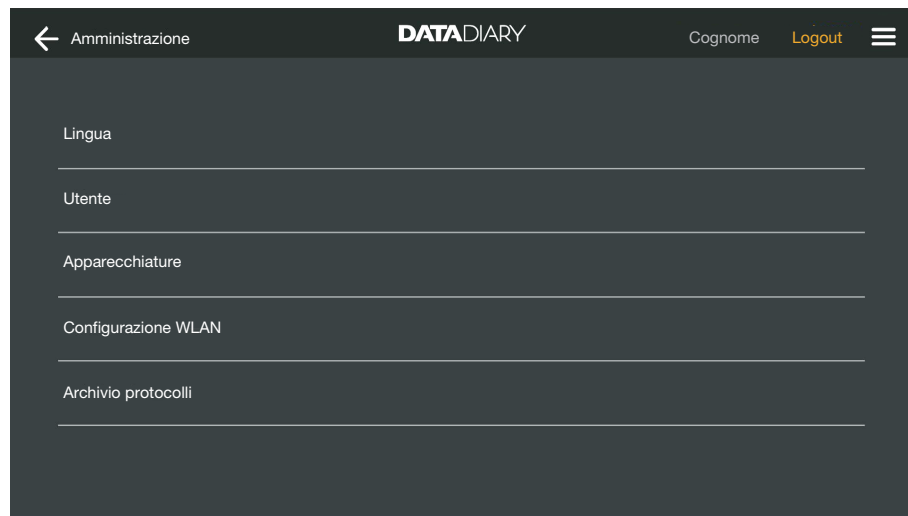 Amministrazione
DATADIARY
Cognome
Logout
Lingua
Utente
Apparecchiature
Configurazione WLAN
Archivio protocolli